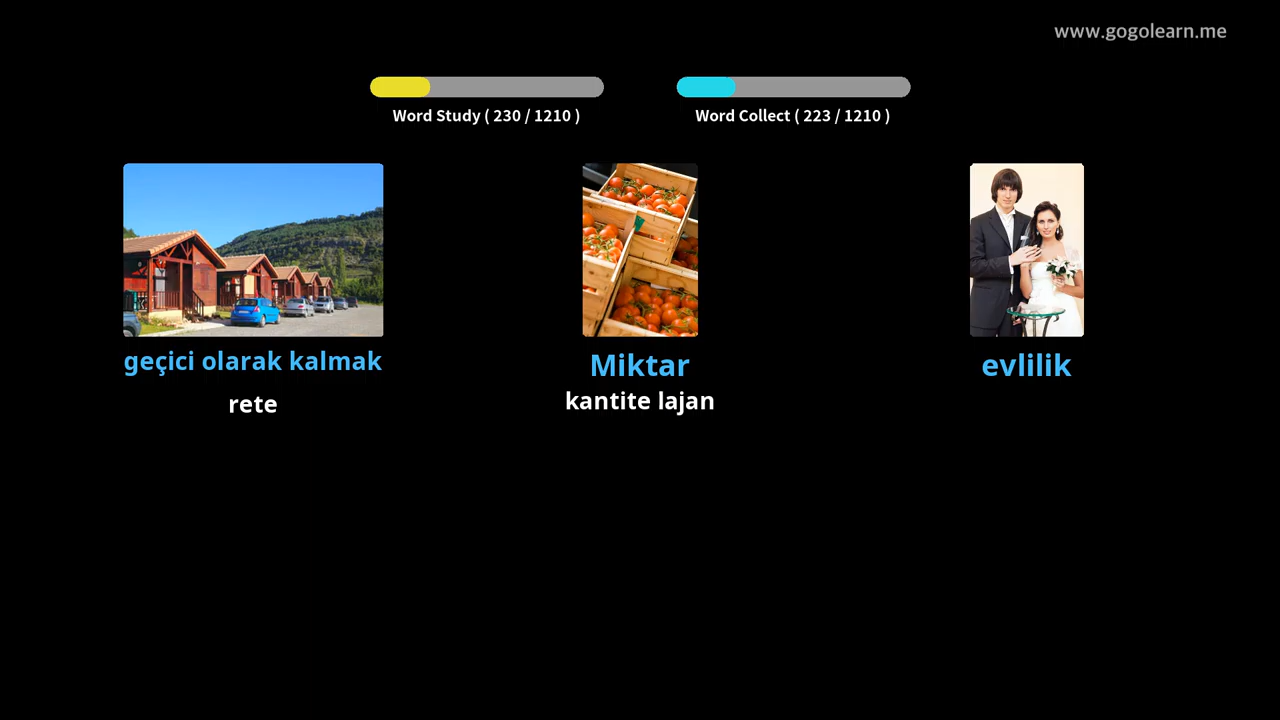 www.gogolearn.me
Word Study ( 230 / 1210 )
Word Collect ( 223 / 1210 )
geçici olarak kalmak
rete
Miktar
kantite lajan
evlilik